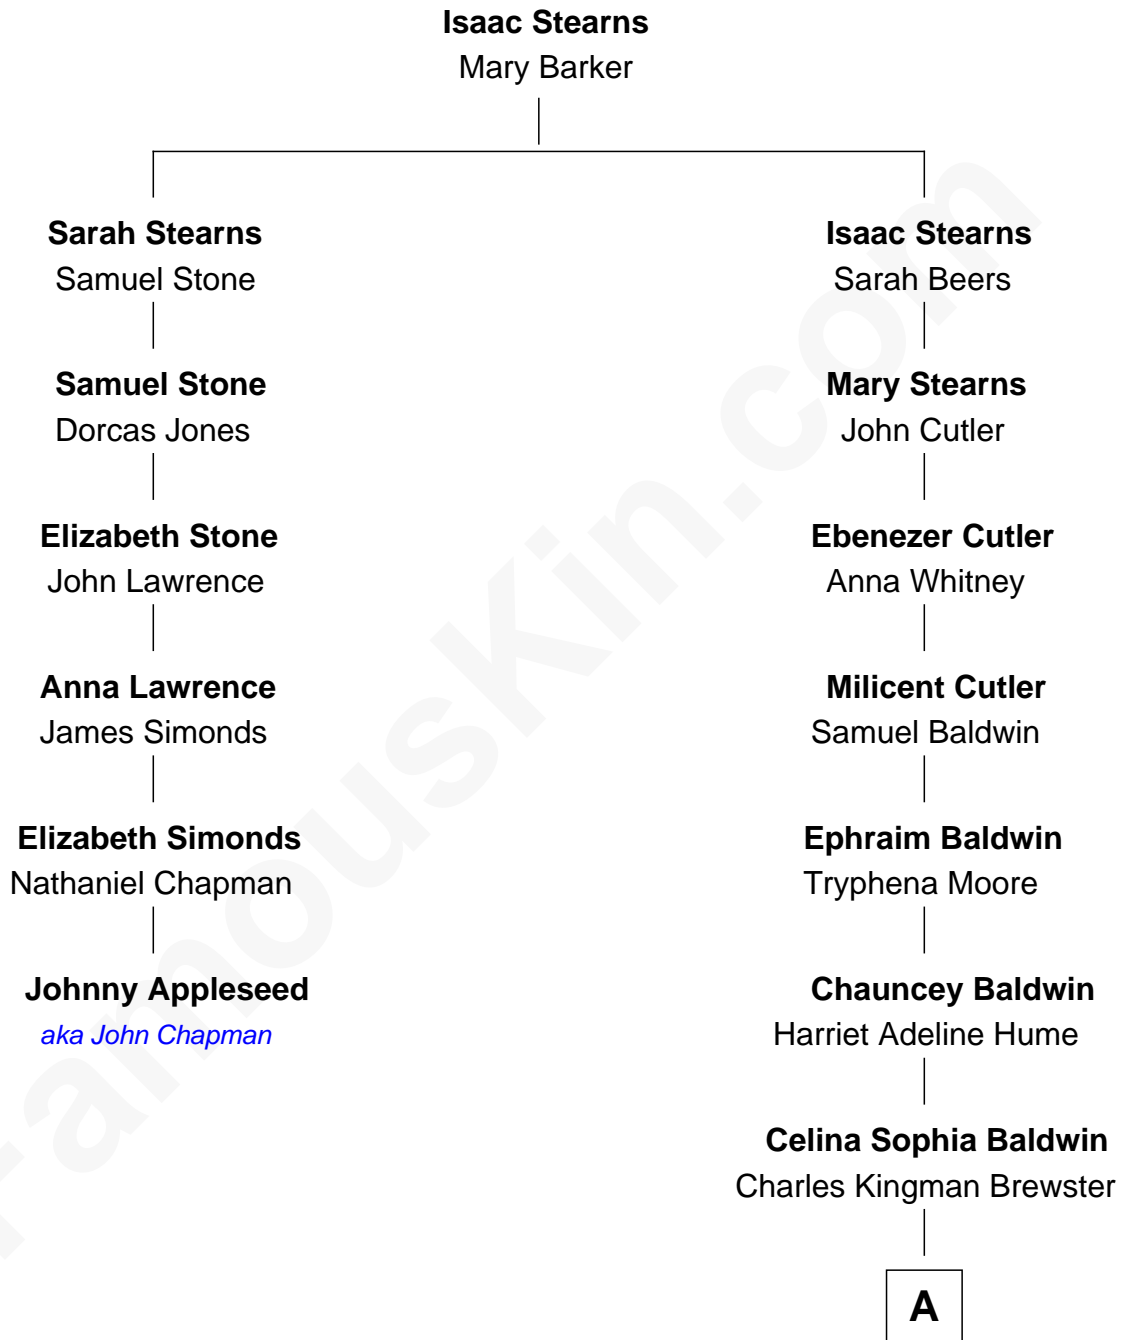 Isaac Stearns
Mary Barker
Sarah Stearns
Samuel Stone
Samuel Stone
Dorcas Jones
Elizabeth Stone
John Lawrence
Anna Lawrence
James Simonds
Elizabeth Simonds
Nathaniel Chapman
Johnny Appleseed
aka John Chapman
Isaac Stearns
Sarah Beers
Mary Stearns
John Cutler
Ebenezer Cutler
Anna Whitney
Milicent Cutler
Samuel Baldwin
Ephraim Baldwin
Tryphena Moore
Chauncey Baldwin
Harriet Adeline Hume
Celina Sophia Baldwin
Charles Kingman Brewster
A
FamousKin.com